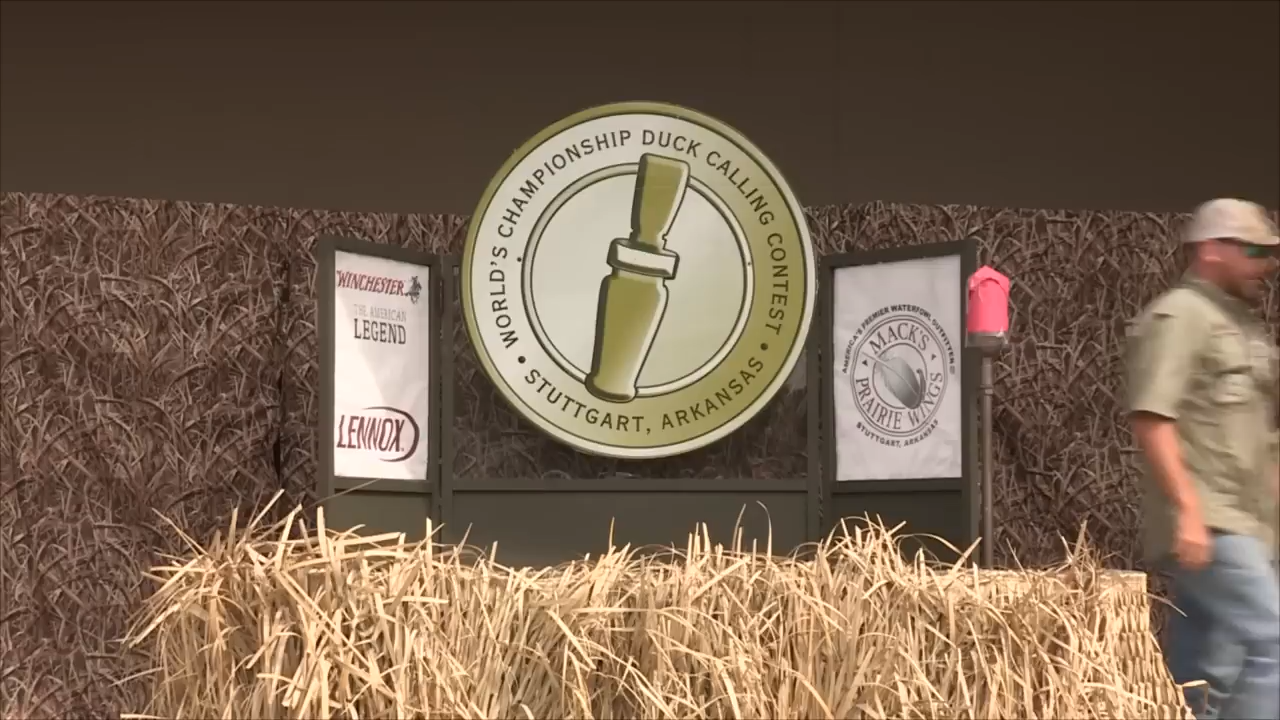 WORLD'S CHAMPIONSHIP DUCK CALLING CONTEST
• STUTTGART, ARKANSAS •
WINCHESTER
THE AMERICAN
LEGEND
LENNOX
AMERICA'S PREMIER WATERFOWL OUTFITTER
MACK'S
PRAIRIE WINGS
STUTTGART, ARKANSAS